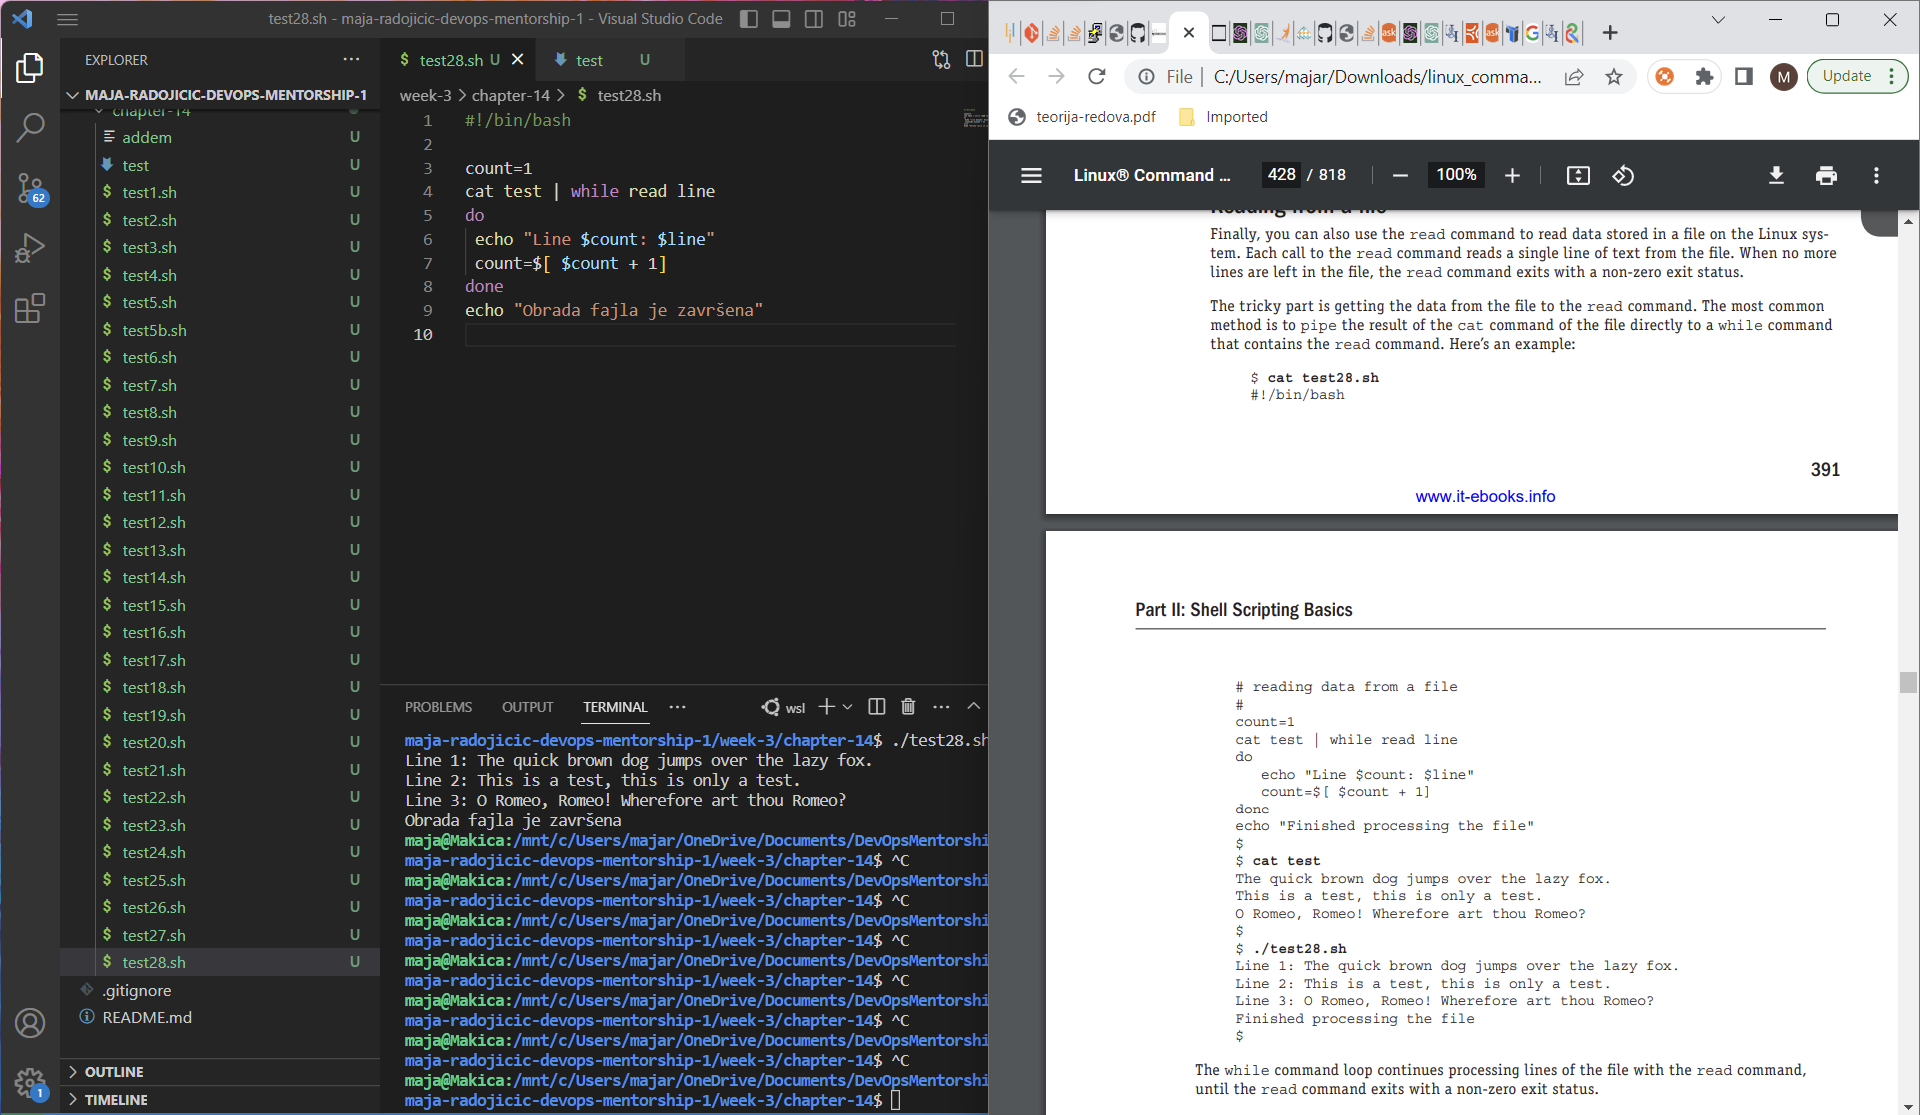 test28.sh - maja-radojicic-devops-mentorship-1 - Visual Studio Code
EXPLORER
MAJA-RADOJICIC-DEVOPS-MENTORSHIP-1
chapter-14
addem U
test U
test1.sh U
test2.sh U
test3.sh U
test4.sh U
test5.sh U
test5b.sh U
test6.sh U
test7.sh U
test8.sh U
test9.sh U
test10.sh U
test11.sh U
test12.sh U
test13.sh U
test14.sh U
test15.sh U
test16.sh U
test17.sh U
test18.sh U
test19.sh U
test20.sh U
test21.sh U
test22.sh U
test23.sh U
test24.sh U
test25.sh U
test26.sh U
test27.sh U
test28.sh U
.gitignore
README.md
OUTLINE
TIMELINE
62
1
$ test28.sh U
test U
week-3 > chapter-14 > $ test28.sh
1 #!/bin/bash
2
3 count=1
4 cat test | while read line
5 do
6 echo "Line $count: $line"
7 count=$[ $count + 1]
8 done
9 echo "Obrada fajla je završena"
10
PROBLEMS OUTPUT TERMINAL ··· wsl
maja-radojicic-devops-mentorship-1/week-3/chapter-14$ ./test28.sh
Line 1: The quick brown dog jumps over the lazy fox.
Line 2: This is a test, this is only a test.
Line 3: O Romeo, Romeo! Wherefore art thou Romeo?
Obrada fajla je završena
maja@Makica:/mnt/c/Users/majar/OneDrive/Documents/DevOpsMentorshi
maja-radojicic-devops-mentorship-1/week-3/chapter-14$ ^C
maja@Makica:/mnt/c/Users/majar/OneDrive/Documents/DevOpsMentorshi
maja-radojicic-devops-mentorship-1/week-3/chapter-14$ ^C
maja@Makica:/mnt/c/Users/majar/OneDrive/Documents/DevOpsMentorshi
maja-radojicic-devops-mentorship-1/week-3/chapter-14$ ^C
maja@Makica:/mnt/c/Users/majar/OneDrive/Documents/DevOpsMentorshi
maja-radojicic-devops-mentorship-1/week-3/chapter-14$ ^C
maja@Makica:/mnt/c/Users/majar/OneDrive/Documents/DevOpsMentorshi
maja-radojicic-devops-mentorship-1/week-3/chapter-14$ ^C
maja@Makica:/mnt/c/Users/majar/OneDrive/Documents/DevOpsMentorshi
maja-radojicic-devops-mentorship-1/week-3/chapter-14$ ^C
maja@Makica:/mnt/c/Users/majar/OneDrive/Documents/DevOpsMentorshi
maja-radojicic-devops-mentorship-1/week-3/chapter-14$
File | C:/Users/majar/Downloads/linux_comma...
M
Update
teorija-redova.pdf
Imported
Linux® Command ...
428 / 818
100%
Reading from a file
Finally, you can also use the read command to read data stored in a file on the Linux sys-
tem. Each call to the read command reads a single line of text from the file. When no more
lines are left in the file, the read command exits with a non-zero exit status.
The tricky part is getting the data from the file to the read command. The most common
method is to pipe the result of the cat command of the file directly to a while command
that contains the read command. Here's an example:
$ cat test28.sh
#!/bin/bash
391
www.it-ebooks.info
Part II: Shell Scripting Basics
# reading data from a file
#
count=1
cat test | while read line
do
echo "Line $count: $line"
count=$[ $count + 1]
done
echo "Finished processing the file"
$
$ cat test
The quick brown dog jumps over the lazy fox.
This is a test, this is only a test.
O Romeo, Romeo! Wherefore art thou Romeo?
$
$ ./test28.sh
Line 1: The quick brown dog jumps over the lazy fox.
Line 2: This is a test, this is only a test.
Line 3: O Romeo, Romeo! Wherefore art thou Romeo?
Finished processing the file
$
The while command loop continues processing lines of the file with the read command,
until the read command exits with a non-zero exit status.